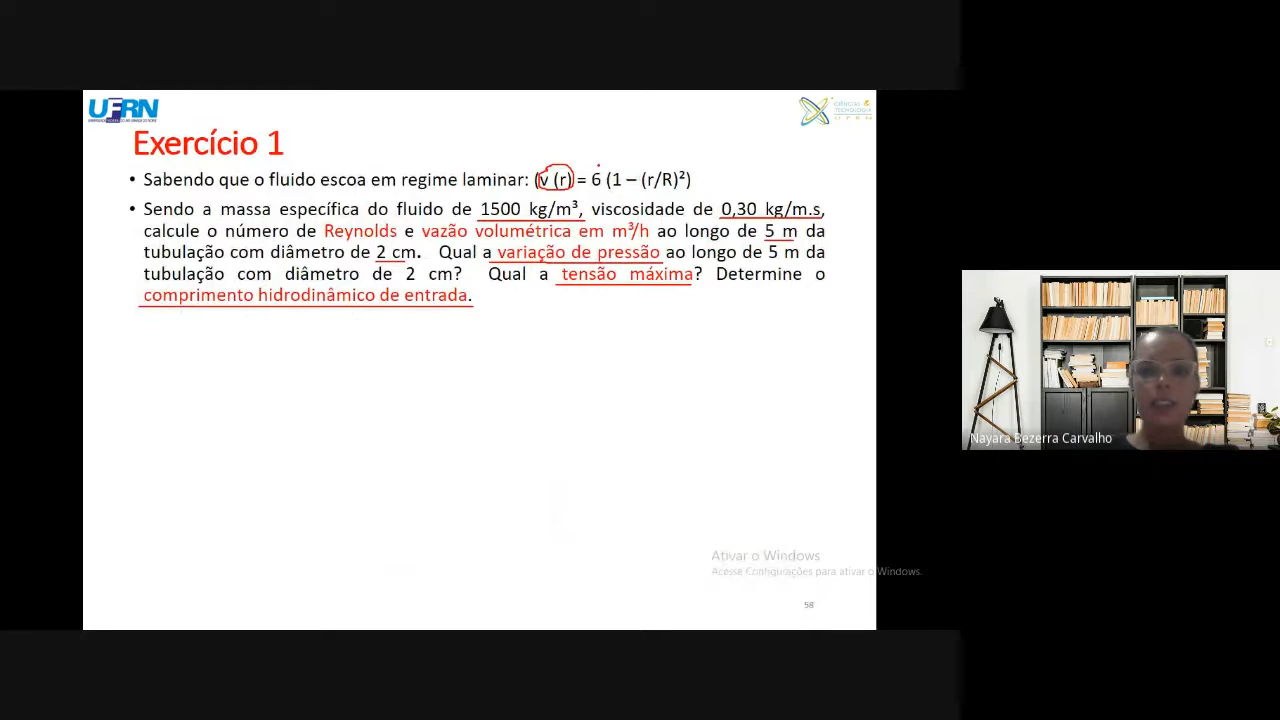 UFRN
CIÊNCIAS
TECNOLOGIA
UFRN
Exercício 1
• Sabendo que o fluido escoa em regime laminar: (v (r) = 6 (1 – (r/R)²)
• Sendo a massa específica do fluido de 1500 kg/m³, viscosidade de 0,30 kg/m.s,
calcule o número de Reynolds e vazão volumétrica em m³/h ao longo de 5 m da
tubulação com diâmetro de 2 cm. Qual a variação de pressão ao longo de 5 m da
tubulação com diâmetro de 2 cm? Qual a tensão máxima? Determine o
comprimento hidrodinâmico de entrada.
Nayara Bezerra Carvalho
Ativar o Windows
Acesse Configurações para ativar o Windows.
58